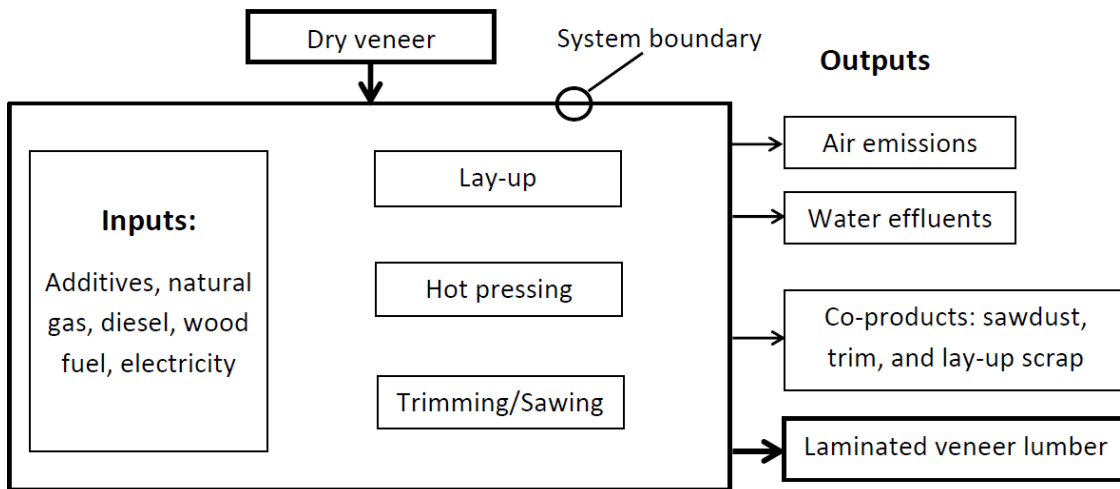 Dry veneer
System boundary
Outputs
Inputs:
Additives, natural
gas, diesel, wood
fuel, electricity
Lay-up
Hot pressing
Trimming/Sawing
Air emissions
Water effluents
Co-products: sawdust,
trim, and lay-up scrap
Laminated veneer lumber